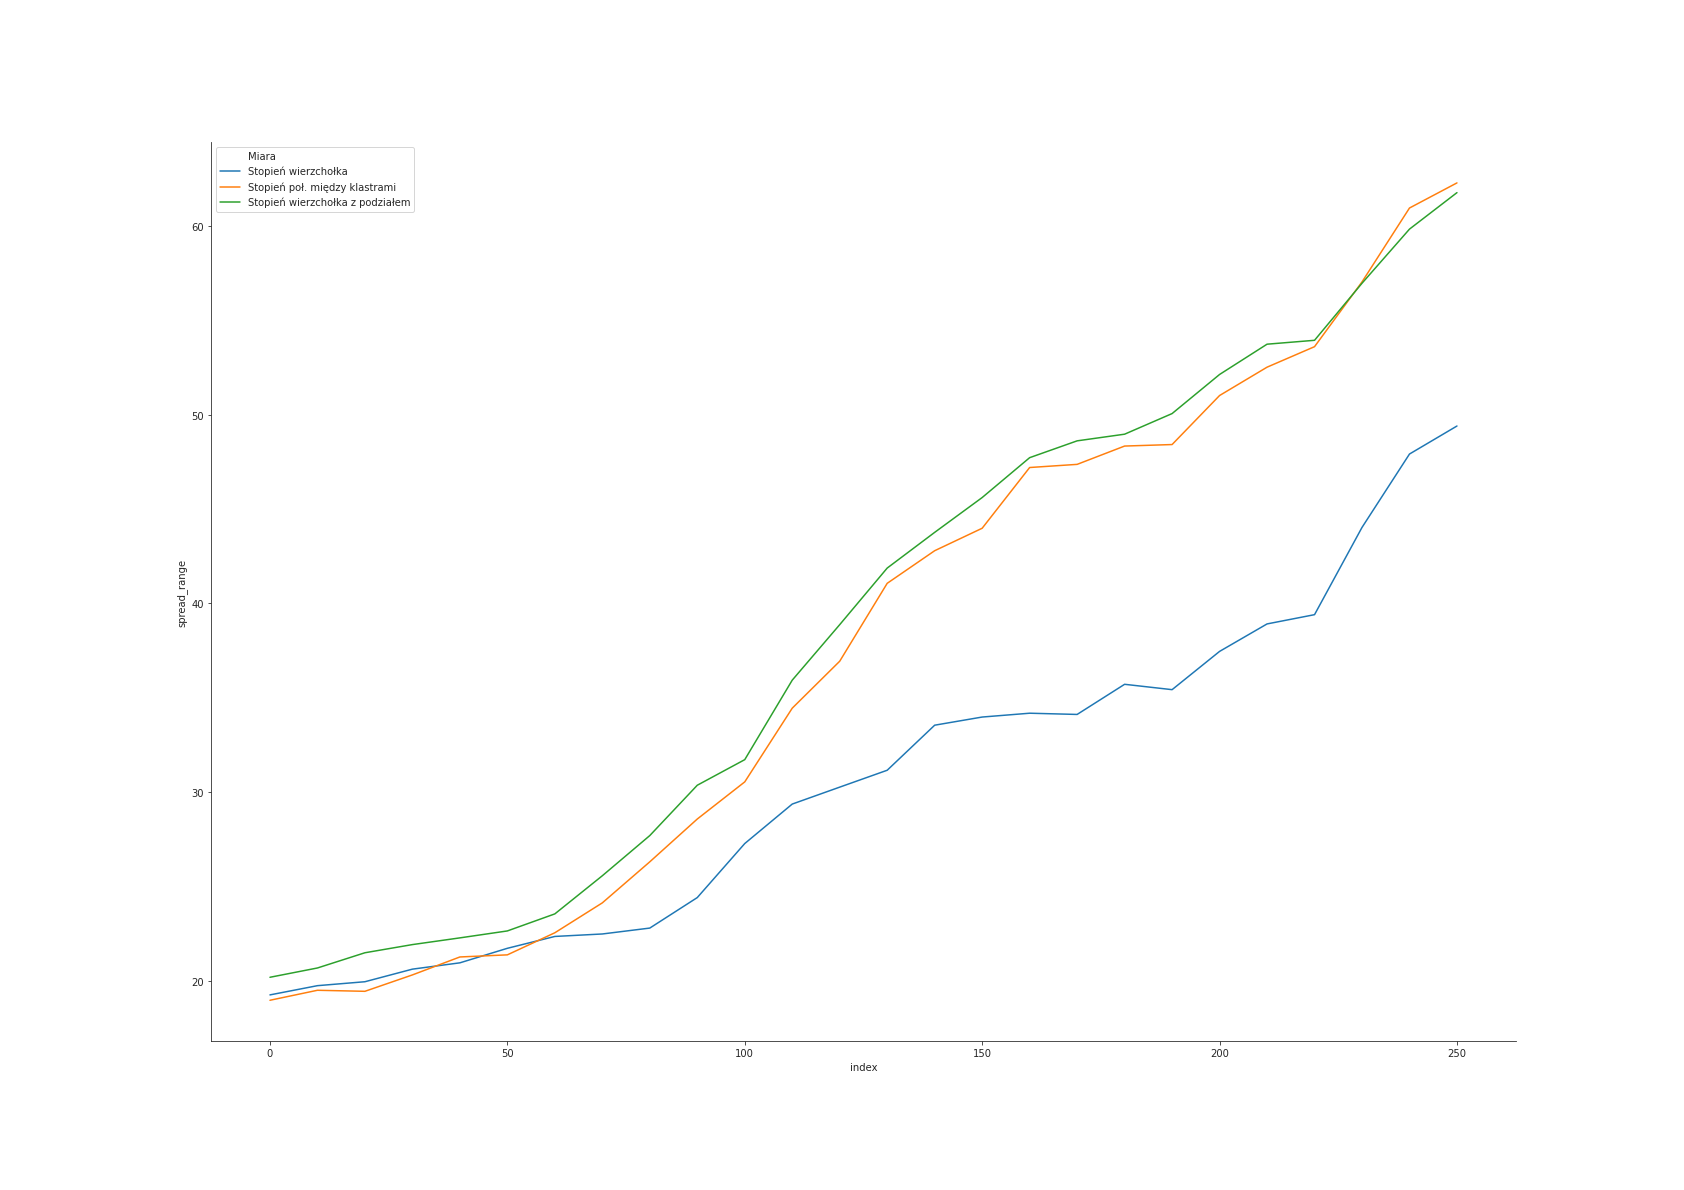 Miara
Stopień wierzchołka
Stopień poł. między klastrami
Stopień wierzchołka z podziałem
60
50
40
30
20
spread_range
0 50 100 150 200 250
index